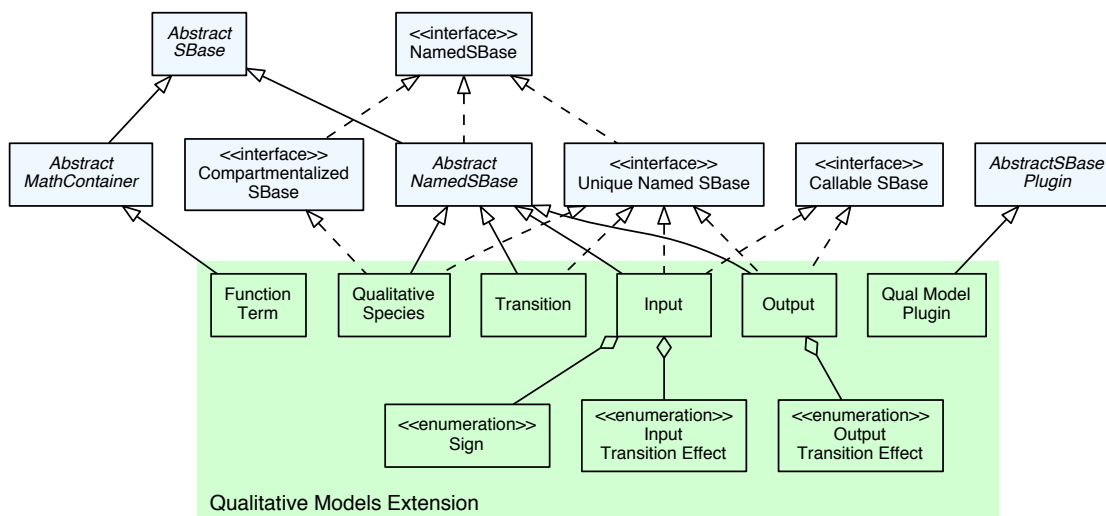 Abstract
SBase
<<interface>>
NamedSBase
Abstract
MathContainer
<<interface>>
Compartmentalized
SBase
Abstract
NamedSBase
<<interface>>
Unique Named SBase
<<interface>>
Callable SBase
AbstractSBase
Plugin
Function
Term
Qualitative
Species
Transition
Input
Output
Qual Model
Plugin
<<enumeration>>
Sign
<<enumeration>>
Input
Transition Effect
<<enumeration>>
Output
Transition Effect
Qualitative Models Extension